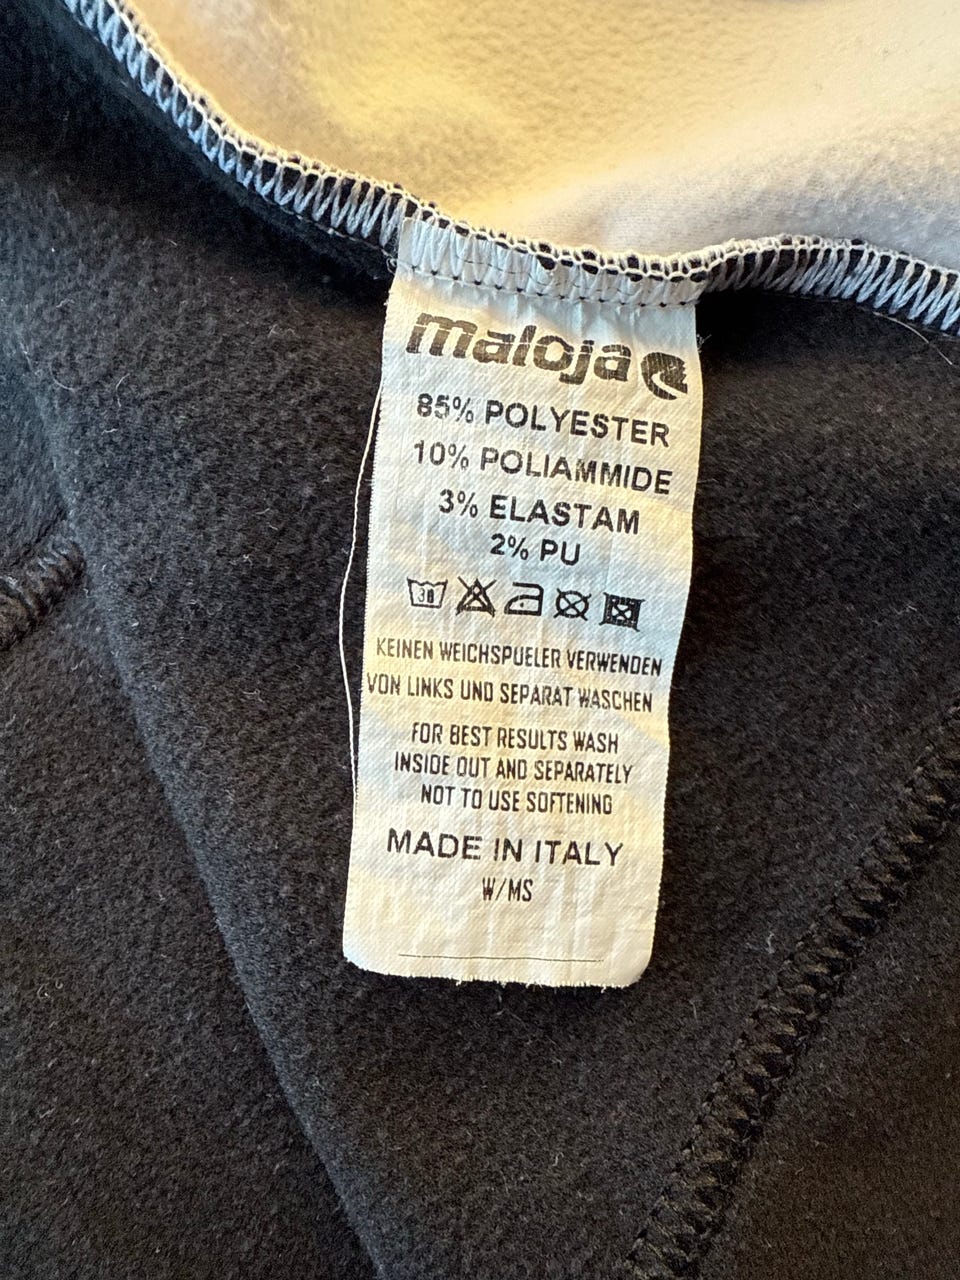 maloja
85% POLYESTER
10% POLIAMMIDE
3% ELASTAM
2% PU
30
KEINEN WEICHSPUELER VERWENDEN
VON LINKS UND SEPARAT WASCHEN
FOR BEST RESULTS WASH
INSIDE OUT AND SEPARATELY
NOT TO USE SOFTENING
MADE IN ITALY
W/MS